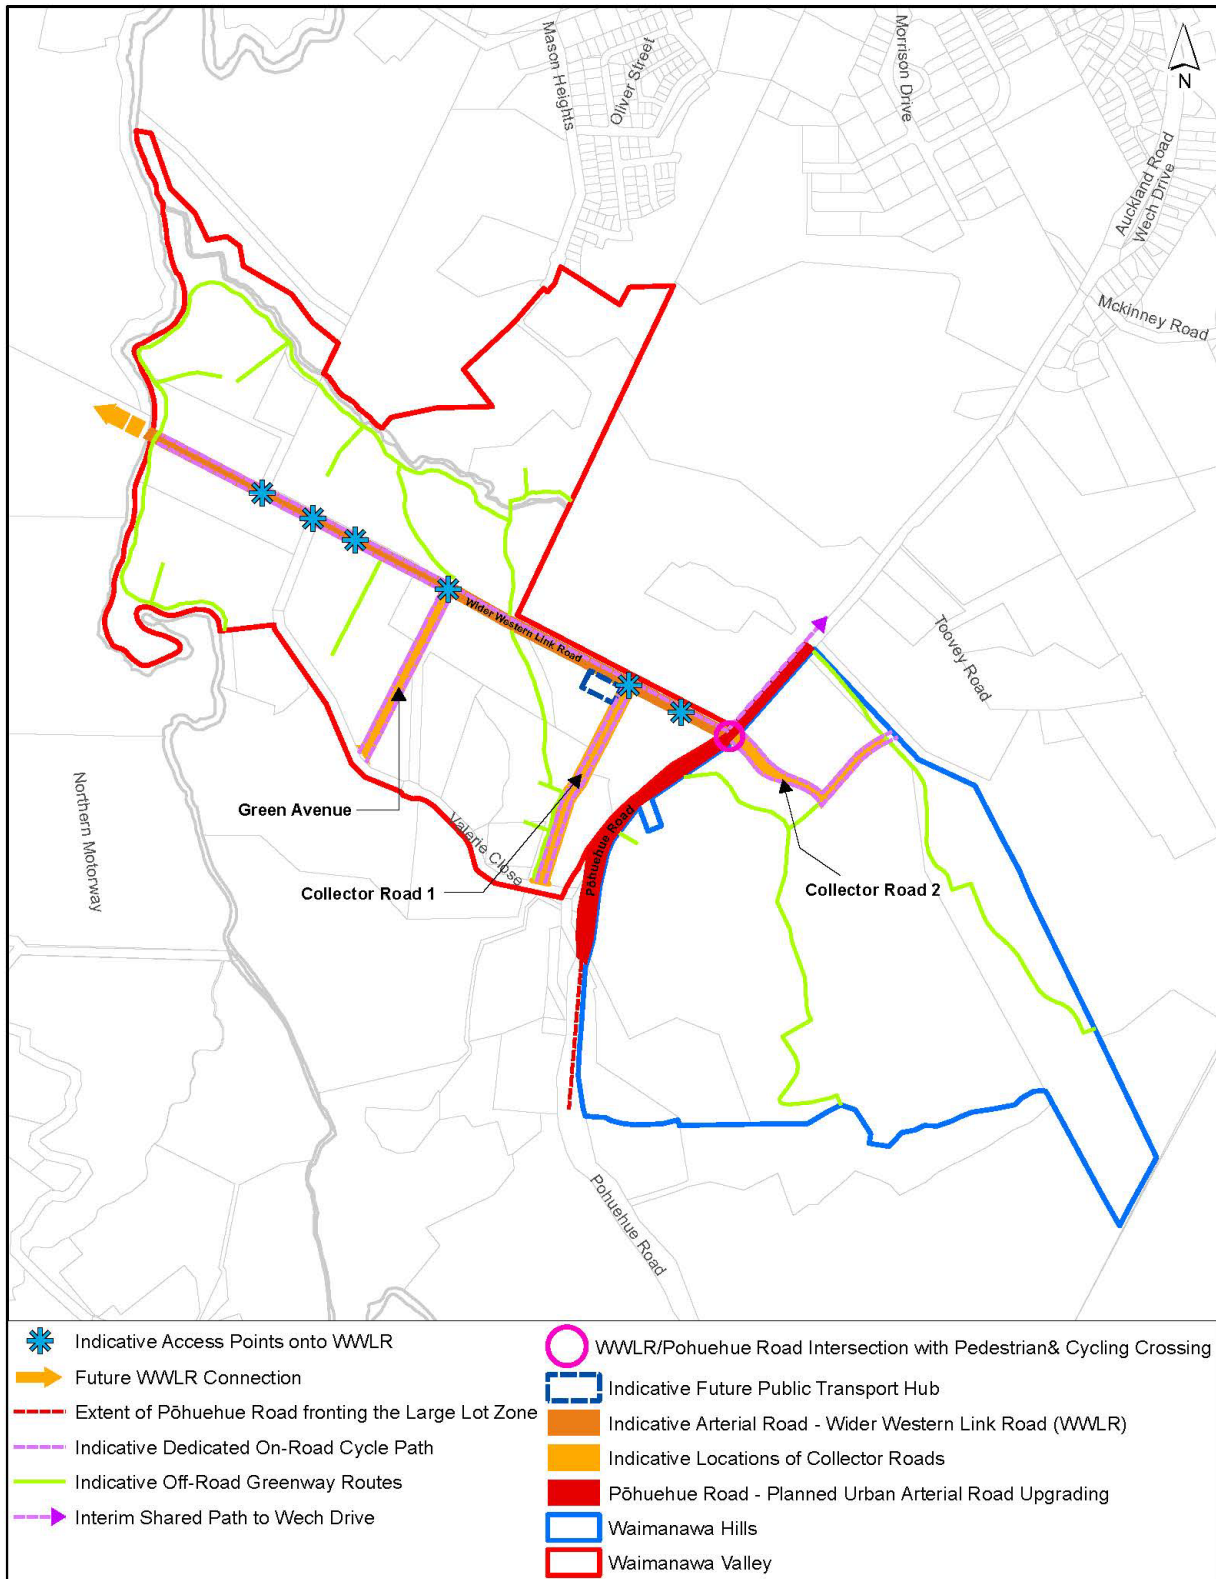 Mason Heights
Oliver Street
Morrison Drive
N
Auckland Road
Wech Drive
Mckinney Road
Toovey Road
Wider Western Link Road
Northern Motorway
Green Avenue
Valerie Close
Collector Road 1
Pōhuehue Road
Collector Road 2
Pohuehue Road
Indicative Access Points onto WWLR
Future WWLR Connection
Extent of Pōhuehue Road fronting the Large Lot Zone
Indicative Dedicated On-Road Cycle Path
Indicative Off-Road Greenway Routes
Interim Shared Path to Wech Drive
WWLR/Pohuehue Road Intersection with Pedestrian& Cycling Crossing
Indicative Future Public Transport Hub
Indicative Arterial Road - Wider Western Link Road (WWLR)
Indicative Locations of Collector Roads
Pōhuehue Road - Planned Urban Arterial Road Upgrading
Waimanawa Hills
Waimanawa Valley